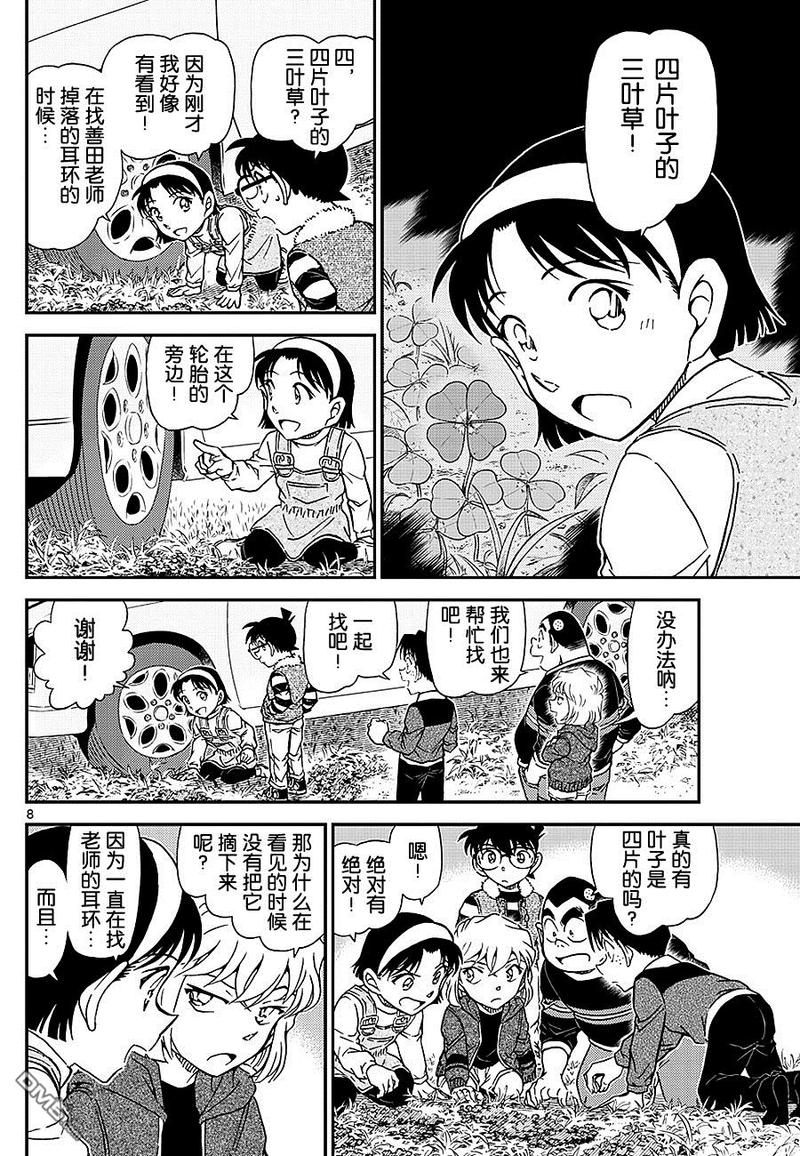 四片叶子的
三叶草！
四，
四片叶子的
三叶草？
因为刚才
我好像
有看到！
在找善田老师
掉落的耳环的
时候…
在这个
轮胎的
旁边！
没办法呐…
我们也来
帮忙找
吧！
一起
找吧！
谢谢！
8
真的有
叶子是
四片的吗？
嗯！
绝对有
绝对！
那为什么在
看见的时候
没有把它
摘下来
呢？
因为一直在找
老师的耳环…
而且…